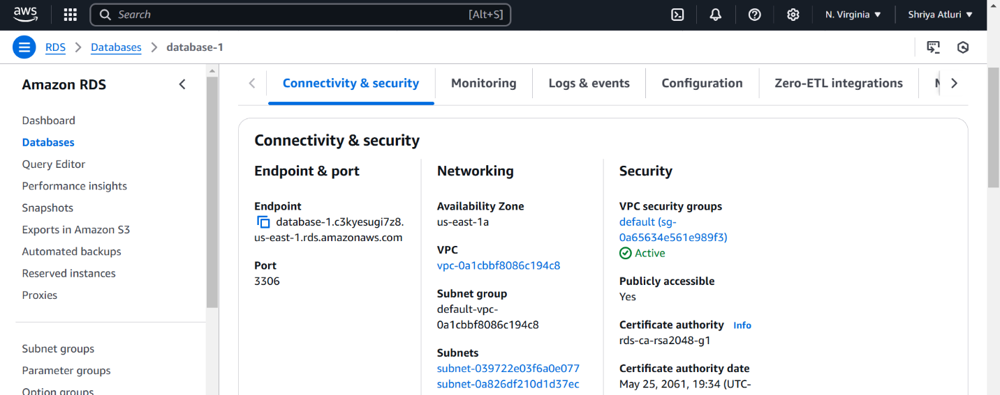 aws
Search
[Alt+S]
N. Virginia
Shriya Atluri
RDS
Databases
database-1
Amazon RDS
Dashboard
Databases
Query Editor
Performance insights
Snapshots
Exports in Amazon S3
Automated backups
Reserved instances
Proxies
Subnet groups
Parameter groups
Option groups
Connectivity & security
Monitoring
Logs & events
Configuration
Zero-ETL integrations
Connectivity & security
Endpoint & port
Endpoint
database-1.c3kyesugi7z8.
us-east-1.rds.amazonaws.com
Port
3306
Networking
Availability Zone
us-east-1a
VPC
vpc-0a1cbbf8086c194c8
Subnet group
default-vpc-
0a1cbbf8086c194c8
Subnets
subnet-039722e03f6a0e077
subnet-0a826df210d1d37ec
Security
VPC security groups
default (sg-
0a65634e561e989f3)
Active
Publicly accessible
Yes
Certificate authority Info
rds-ca-rsa2048-g1
Certificate authority date
May 25, 2061, 19:34 (UTC-